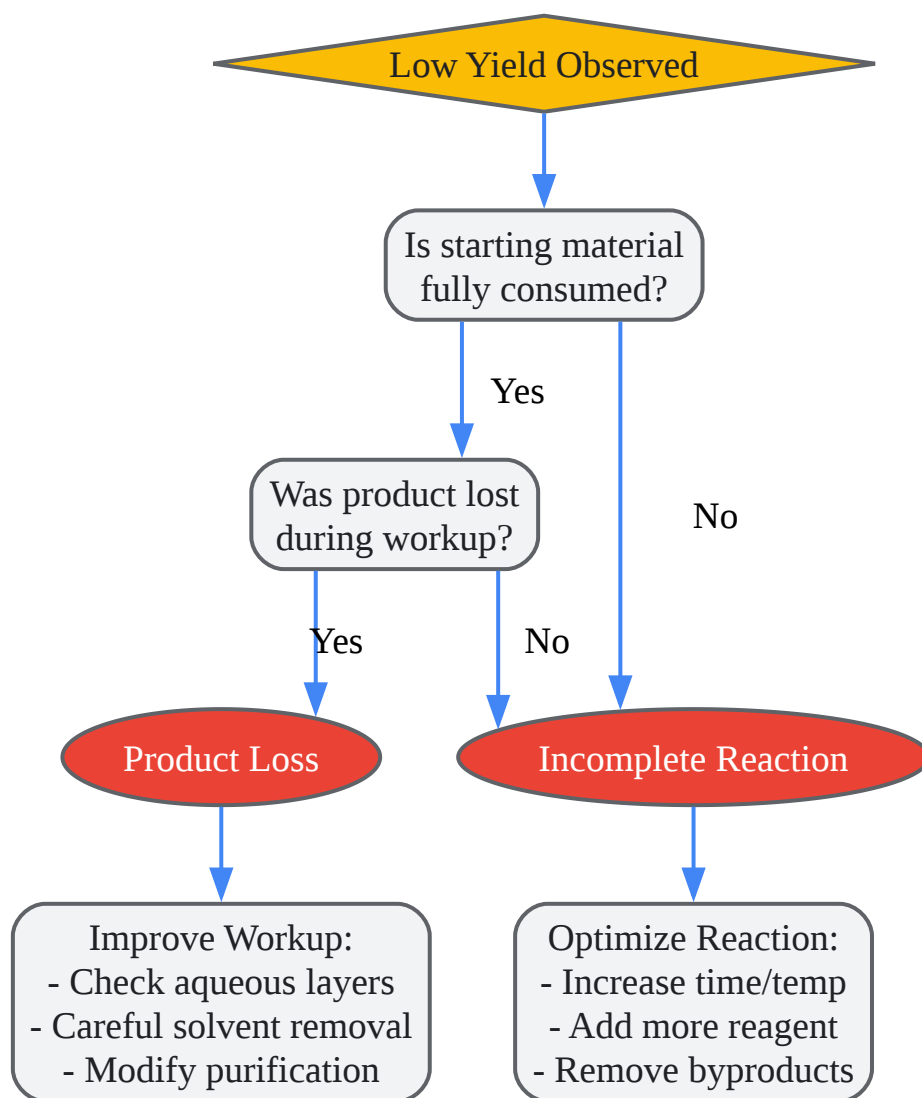 Low Yield Observed
Is starting material
fully consumed?
Yes
Was product lost
during workup?
No
Yes
No
Product Loss
Incomplete Reaction
Improve Workup:
- Check aqueous layers
- Careful solvent removal
- Modify purification
Optimize Reaction:
- Increase time/temp
- Add more reagent
- Remove byproducts